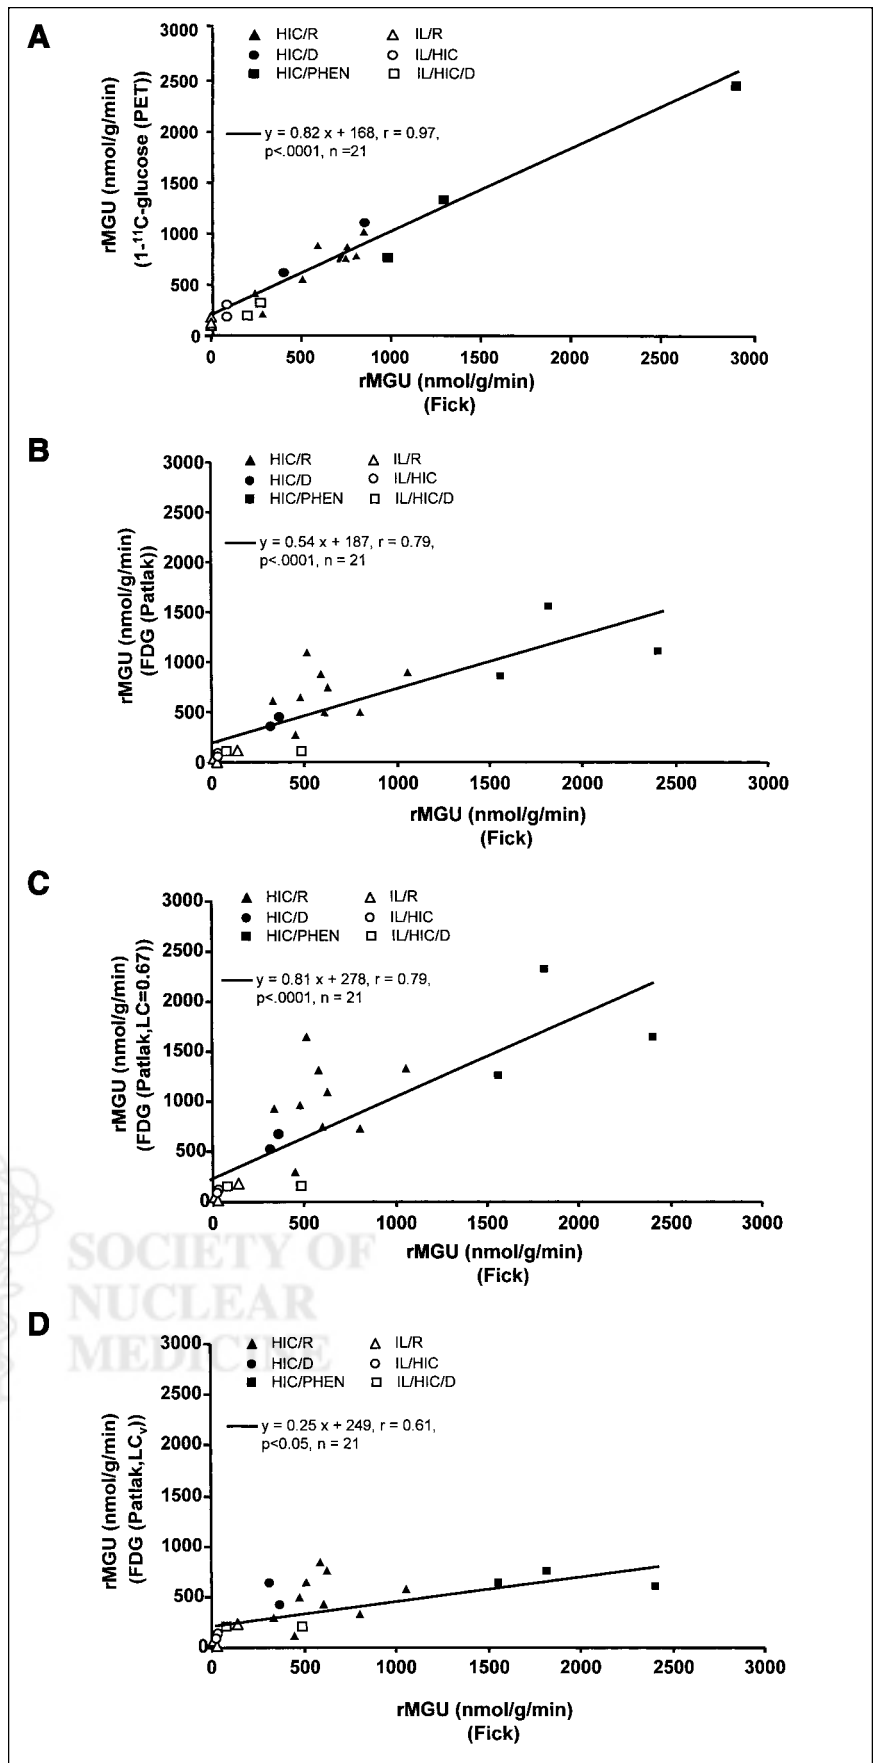 A
HIC/R
IL/R
HIC/D
IL/HIC
HIC/PHEN
IL/HIC/D
y = 0.82 x + 168, r = 0.97,
p<.0001, n =21
rMGU (nmol/g/min)
(1-¹¹C-glucose (PET))
3000
2500
2000
1500
1000
500
0
0 500 1000 1500 2000 2500 3000
rMGU (nmol/g/min)
(Fick)
B
HIC/R
IL/R
HIC/D
IL/HIC
HIC/PHEN
IL/HIC/D
y = 0.54 x + 187, r = 0.79,
p<.0001, n = 21
rMGU (nmol/g/min)
(FDG (Patlak))
3000
2500
2000
1500
1000
500
0
0 500 1000 1500 2000 2500 3000
rMGU (nmol/g/min)
(Fick)
C
HIC/R
IL/R
HIC/D
IL/HIC
HIC/PHEN
IL/HIC/D
y = 0.81 x + 278, r = 0.79,
p<.0001, n = 21
rMGU (nmol/g/min)
(FDG (Patlak,LC=0.67))
3000
2500
2000
1500
1000
500
0
0 500 1000 1500 2000 2500 3000
rMGU (nmol/g/min)
(Fick)
SOCIETY OF
NUCLEAR
MEDICINE
D
HIC/R
IL/R
HIC/D
IL/HIC
HIC/PHEN
IL/HIC/D
y = 0.25 x + 249, r = 0.61,
p<0.05, n = 21
rMGU (nmol/g/min)
(FDG (Patlak,LCv))
3000
2500
2000
1500
1000
500
0
0 500 1000 1500 2000 2500 3000
rMGU (nmol/g/min)
(Fick)